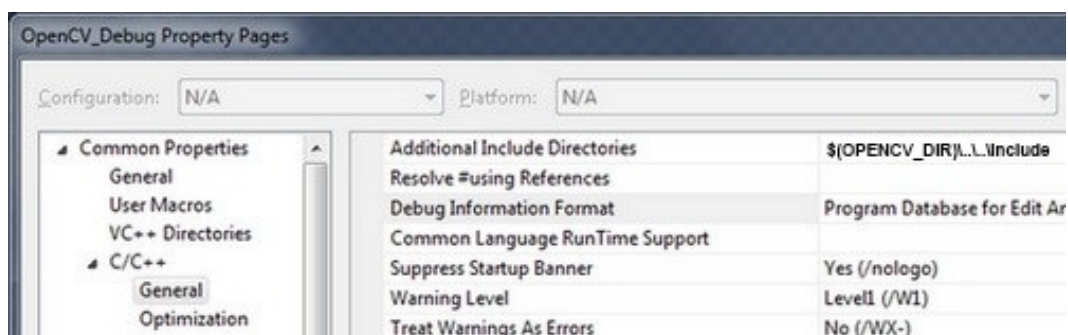 OpenCV_Debug Property Pages
Configuration: N/A Platform: N/A
Common Properties
General
User Macros
VC++ Directories
C/C++
General
Optimization
Additional Include Directories $(OPENCV_DIR)\..\..\include
Resolve #using References
Debug Information Format Program Database for Edit An
Common Language RunTime Support
Suppress Startup Banner Yes (/nologo)
Warning Level Level1 (/W1)
Treat Warnings As Errors No (/WX-)